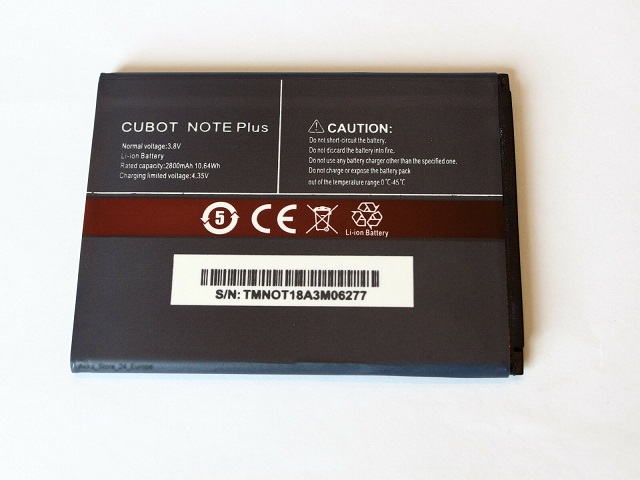 CUBOT NOTE Plus
Normal voltage:3.8V
Li-ion Battery
Rated capacity:2800mAh 10.64Wh
Charging limited voltage:4.35V
CAUTION:
Do not short-circuit the battery.
Do not discard the battery into fire.
Do not use any battery other than the specified one.
Do not charge or expose the battery
out of the temperature range 0℃-45℃
5 CE
Li-ion Battery
S/N: TMNOT18A3M06277